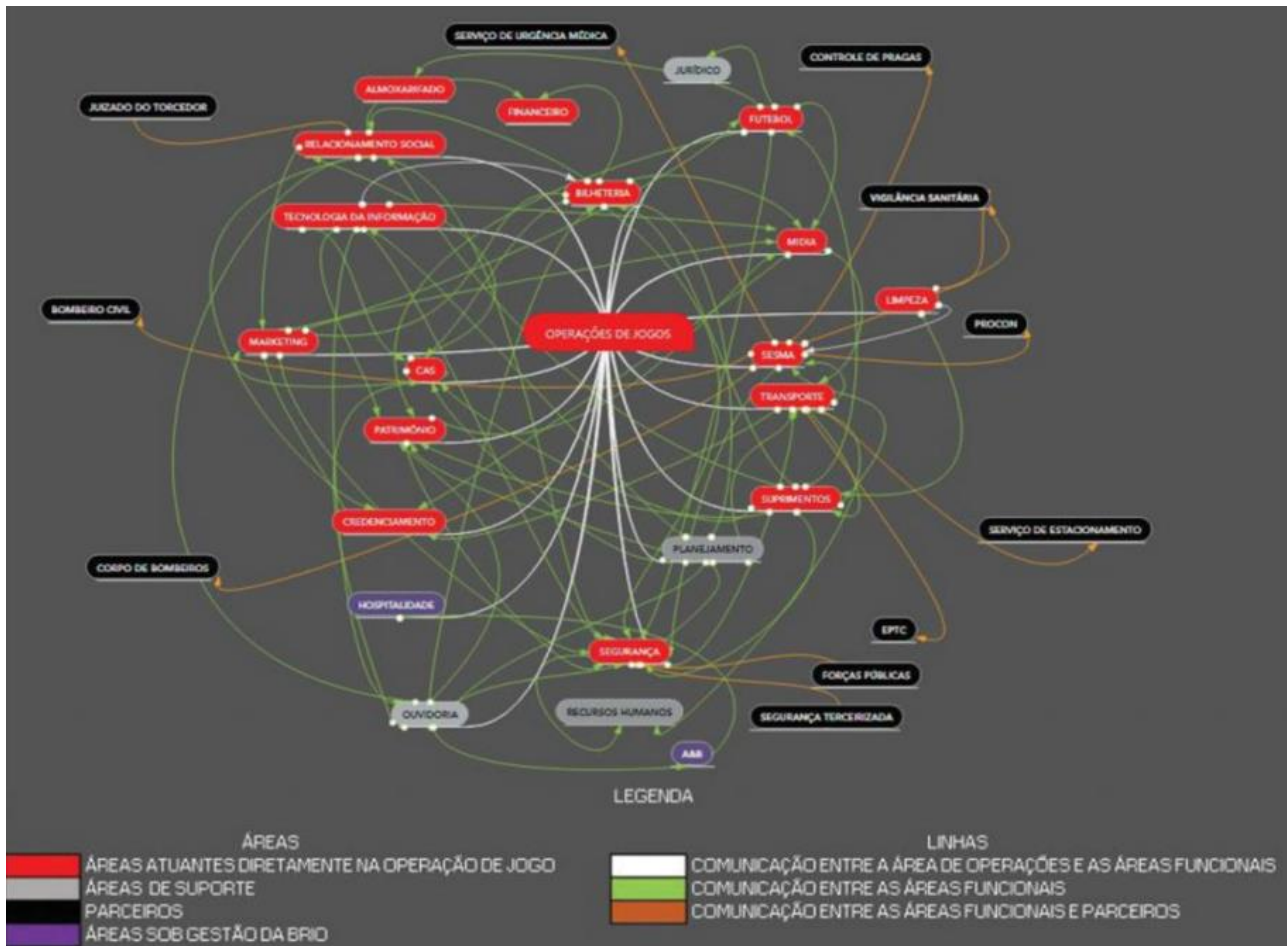 SERVIÇO DE URGÊNCIA MÉDICA
JURÍDICO
CONTROLE DE PRAGAS
ALMOXARIFADO
FINANCEIRO
JUIZADO DO TORCEDOR
FUTEBOL
RELACIONAMENTO SOCIAL
BILHETERIA
VIGILÂNCIA SANITÁRIA
TECNOLOGIA DA INFORMAÇÃO
MIDIA
LIMPEZA
BOMBEIRO CIVIL
PROCON
OPERAÇÕES DE JOGOS
MARKETING
SESMA
CAS
TRANSPORTE
PATRIMÔNIO
SUPRIMENTOS
CREDENCIAMENTO
SERVIÇO DE ESTACIONAMENTO
PLANEJAMENTO
CORPO DE BOMBEIROS
HOSPITALIDADE
EPTC
SEGURANÇA
FORÇAS PÚBLICAS
OUVIDORIA
RECURSOS HUMANOS
SEGURANÇA TERCEIRIZADA
A&B
LEGENDA
ÁREAS
ÁREAS ATUANTES DIRETAMENTE NA OPERAÇÃO DE JOGO
ÁREAS DE SUPORTE
PARCEIROS
ÁREAS SOB GESTÃO DA BRIO
LINHAS
COMUNICAÇÃO ENTRE A ÁREA DE OPERAÇÕES E AS ÁREAS FUNCIONAIS
COMUNICAÇÃO ENTRE AS ÁREAS FUNCIONAIS
COMUNICAÇÃO ENTRE AS ÁREAS FUNCIONAIS E PARCEIROS